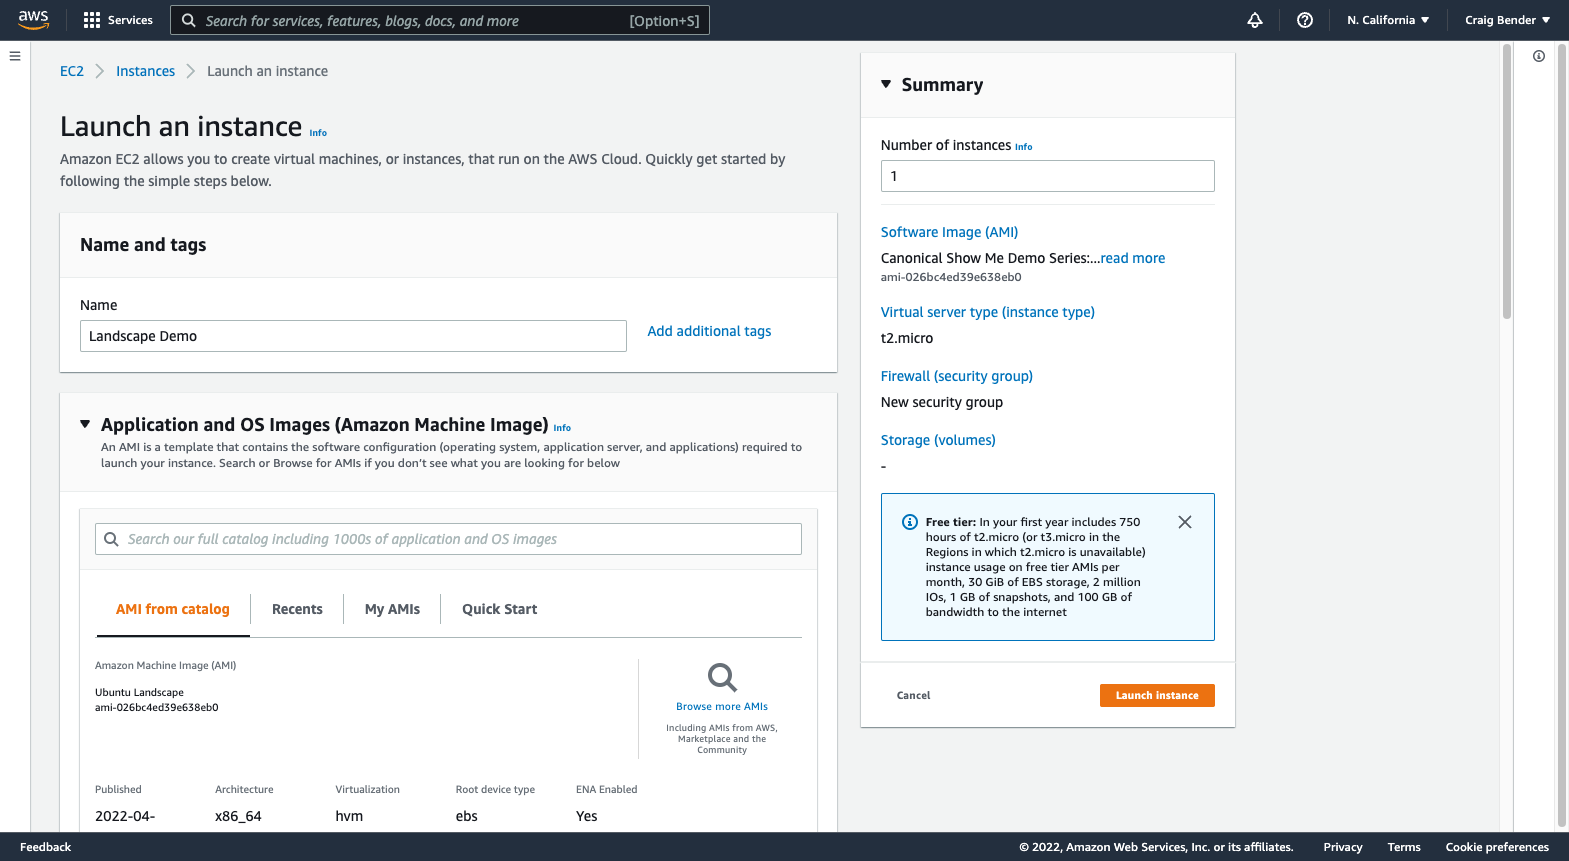 aws
Services
Search for services, features, blogs, docs, and more
[Option+S]
N. California
Craig Bender
EC2
Instances
Launch an instance
Launch an instance
Info
Amazon EC2 allows you to create virtual machines, or instances, that run on the AWS Cloud. Quickly get started by
following the simple steps below.
Name and tags
Name
Landscape Demo
Add additional tags
Application and OS Images (Amazon Machine Image)
Info
An AMI is a template that contains the software configuration (operating system, application server, and applications) required to
launch your instance. Search or Browse for AMIs if you don't see what you are looking for below
Search our full catalog including 1000s of application and OS images
AMI from catalog
Recents
My AMIs
Quick Start
Amazon Machine Image (AMI)
Ubuntu Landscape
ami-026bc4ed39e638eb0
Browse more AMIs
Including AMIs from AWS,
Marketplace and the
Community
Published
Architecture
Virtualization
Root device type
ENA Enabled
2022-04-
x86_64
hvm
ebs
Yes
Summary
Number of instances
Info
1
Software Image (AMI)
Canonical Show Me Demo Series:...read more
ami-026bc4ed39e638eb0
Virtual server type (instance type)
t2.micro
Firewall (security group)
New security group
Storage (volumes)
-
Free tier: In your first year includes 750
hours of t2.micro (or t3.micro in the
Regions in which t2.micro is unavailable)
instance usage on free tier AMIs per
month, 30 GiB of EBS storage, 2 million
IOs, 1 GB of snapshots, and 100 GB of
bandwidth to the internet
Cancel
Launch instance
Feedback
© 2022, Amazon Web Services, Inc. or its affiliates.
Privacy
Terms
Cookie preferences